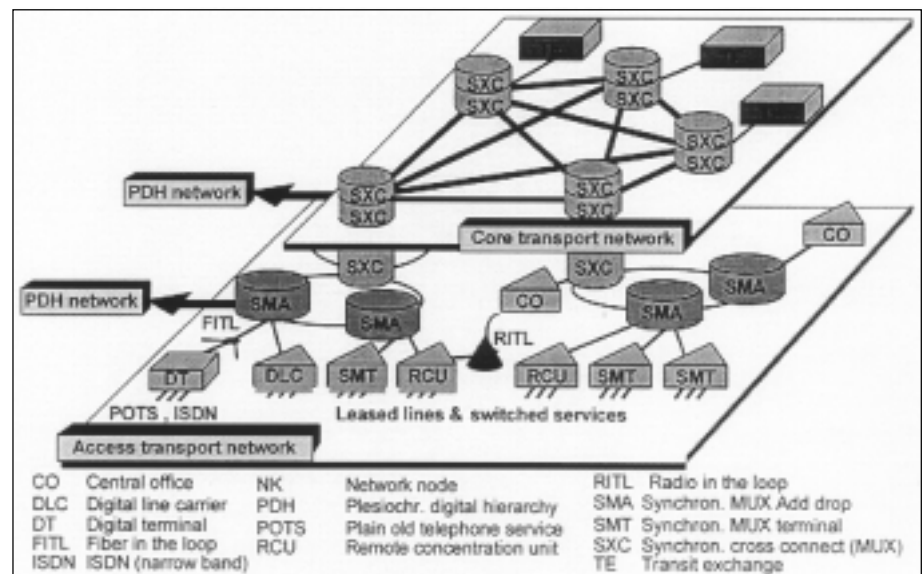 SXC
SXC
SXC
SXC
SXC
SXC
SXC
SXC
SXC
SXC
PDH network
Core transport network
CO
SXC
SXC
SMA
PDH network
SMA
CO
SMA
SMA
FITL
RITL
DT
DLC
SMT
RCU
RCU
SMT
SMT
POTS , ISDN
Leased lines & switched services
Access transport network
CO Central office
DLC Digital line carrier
DT Digital terminal
FITL Fiber in the loop
ISDN ISDN (narrow band)
NK Network node
PDH Plesiochr. digital hierarchy
POTS Plain old telephone service
RCU Remote concentration unit
RITL Radio in the loop
SMA Synchron. MUX Add drop
SMT Synchron. MUX terminal
SXC Synchron. cross connect (MUX)
TE Transit exchange